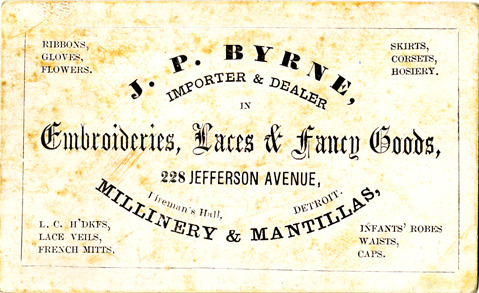 RIBBONS,
GLOVES,
FLOWERS.
SKIRTS,
CORSETS,
HOSIERY.
J. P. BYRNE,
IMPORTER & DEALER
IN
Embroideries, Laces & Fancy Goods,
228 JEFFERSON AVENUE,
Fireman's Hall, DETROIT.
MILLINERY & MANTILLAS,
L. C. H'DKFS,
LACE VEILS,
FRENCH MITTS.
INFANTS' ROBES
WAISTS,
CAPS.